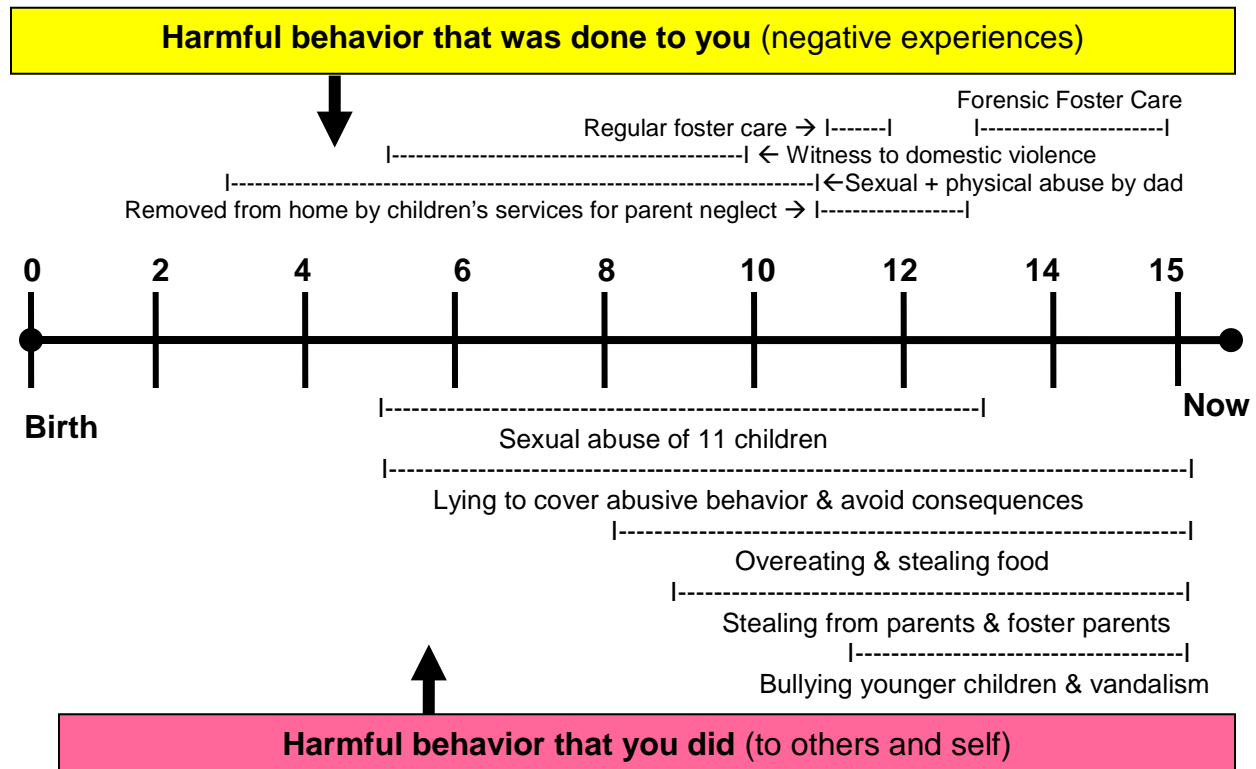 Harmful behavior that was done to you (negative experiences)
Forensic Foster Care
Regular foster care → I-------I I----------------------I
I----------------------------------------I ← Witness to domestic violence
I------------------------------------------------------------------I ←Sexual + physical abuse by dad
Removed from home by children’s services for parent neglect → I-----------------I
0 2 4 6 8 10 12 14 15
Birth
Now
I-------------------------------------------------------------------I
Sexual abuse of 11 children
I------------------------------------------------------------------------------------------I
Lying to cover abusive behavior & avoid consequences
I----------------------------------------------------------------I
Overeating & stealing food
I---------------------------------------------------------I
Stealing from parents & foster parents
I-------------------------------------I
Bullying younger children & vandalism
Harmful behavior that you did (to others and self)